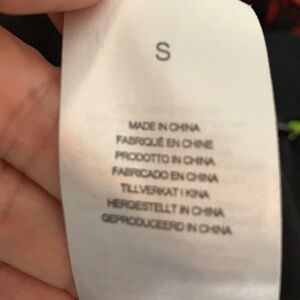 S
MADE IN CHINA
FABRIQUÉ EN CHINE
PRODOTTO IN CHINA
FABRICADO EN CHINA
TILLVERKAT I KINA
HERGESTELLT IN CHINA
GEPRODUCEERD IN CHINA